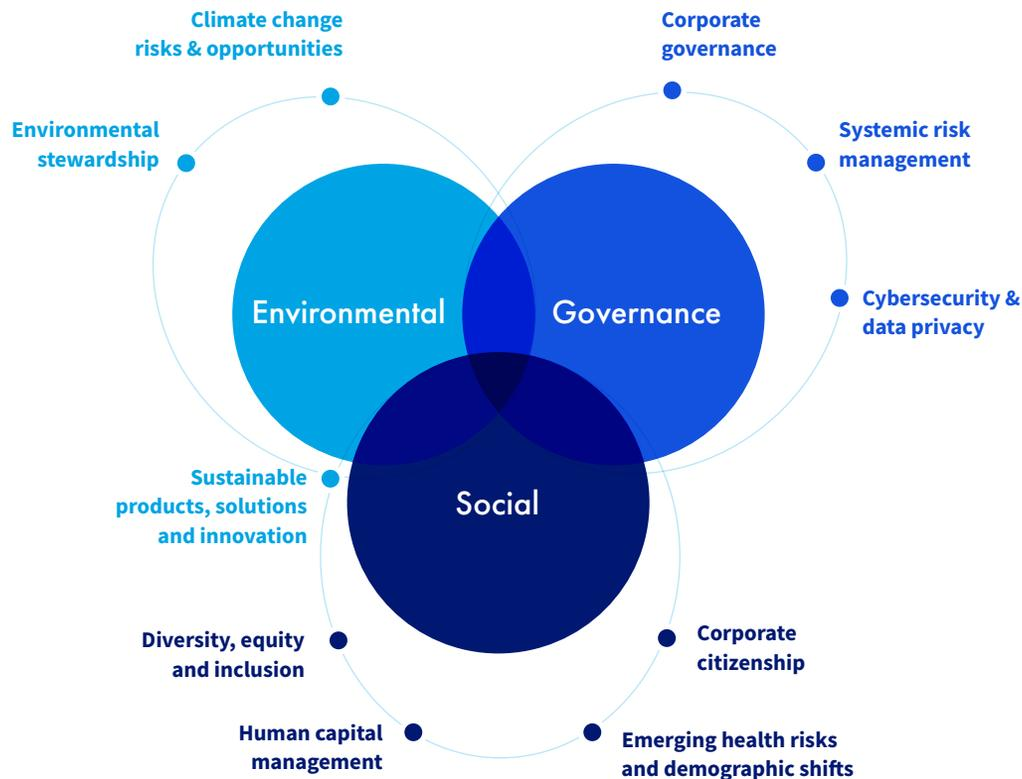 Climate change
risks & opportunities
Corporate
governance
Environmental
stewardship
Systemic risk
management
Cybersecurity &
data privacy
Environmental
Governance
Social
Sustainable
products, solutions
and innovation
Diversity, equity
and inclusion
Corporate
citizenship
Human capital
management
Emerging health risks
and demographic shifts